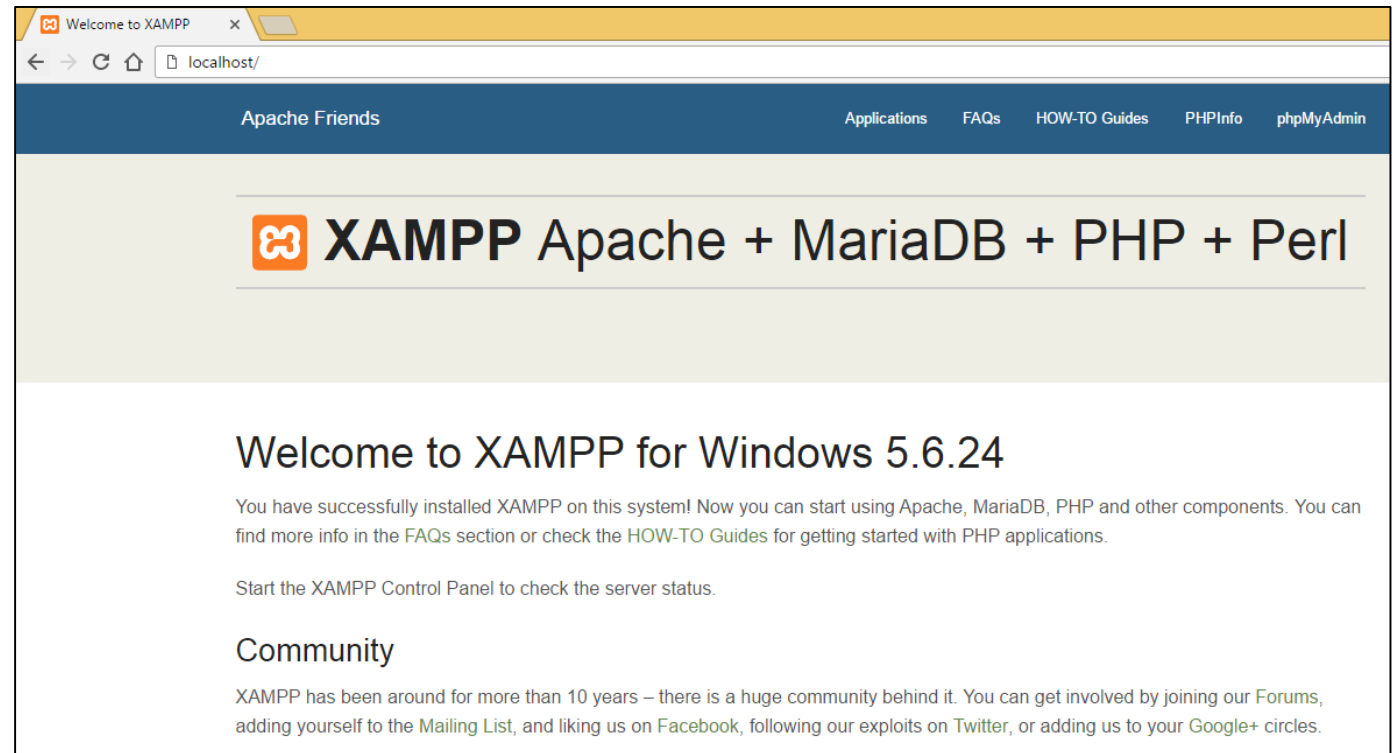 Welcome to XAMPP
localhost/
Apache Friends
Applications FAQs HOW-TO Guides PHPInfo phpMyAdmin
XAMPP Apache + MariaDB + PHP + Perl
Welcome to XAMPP for Windows 5.6.24
You have successfully installed XAMPP on this system! Now you can start using Apache, MariaDB, PHP and other components. You can
find more info in the FAQs section or check the HOW-TO Guides for getting started with PHP applications.
Start the XAMPP Control Panel to check the server status.
Community
XAMPP has been around for more than 10 years – there is a huge community behind it. You can get involved by joining our Forums,
adding yourself to the Mailing List, and liking us on Facebook, following our exploits on Twitter, or adding us to your Google+ circles.